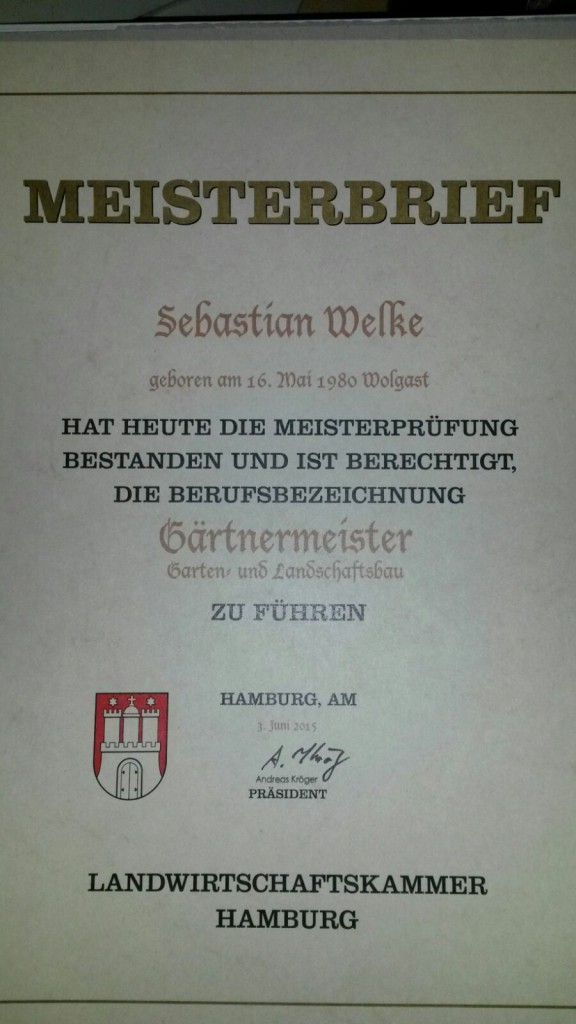 MEISTERBRIEF
Sebastian Welke
geboren am 16. Mai 1980 Wolgast
HAT HEUTE DIE MEISTERPRÜFUNG
BESTANDEN UND IST BERECHTIGT,
DIE BERUFSBEZEICHNUNG
Gärtnermeister
Garten- und Landschaftsbau
ZU FÜHREN
HAMBURG, AM
3. Juni 2015
Andreas Kröger
PRÄSIDENT
LANDWIRTSCHAFTSKAMMER
HAMBURG